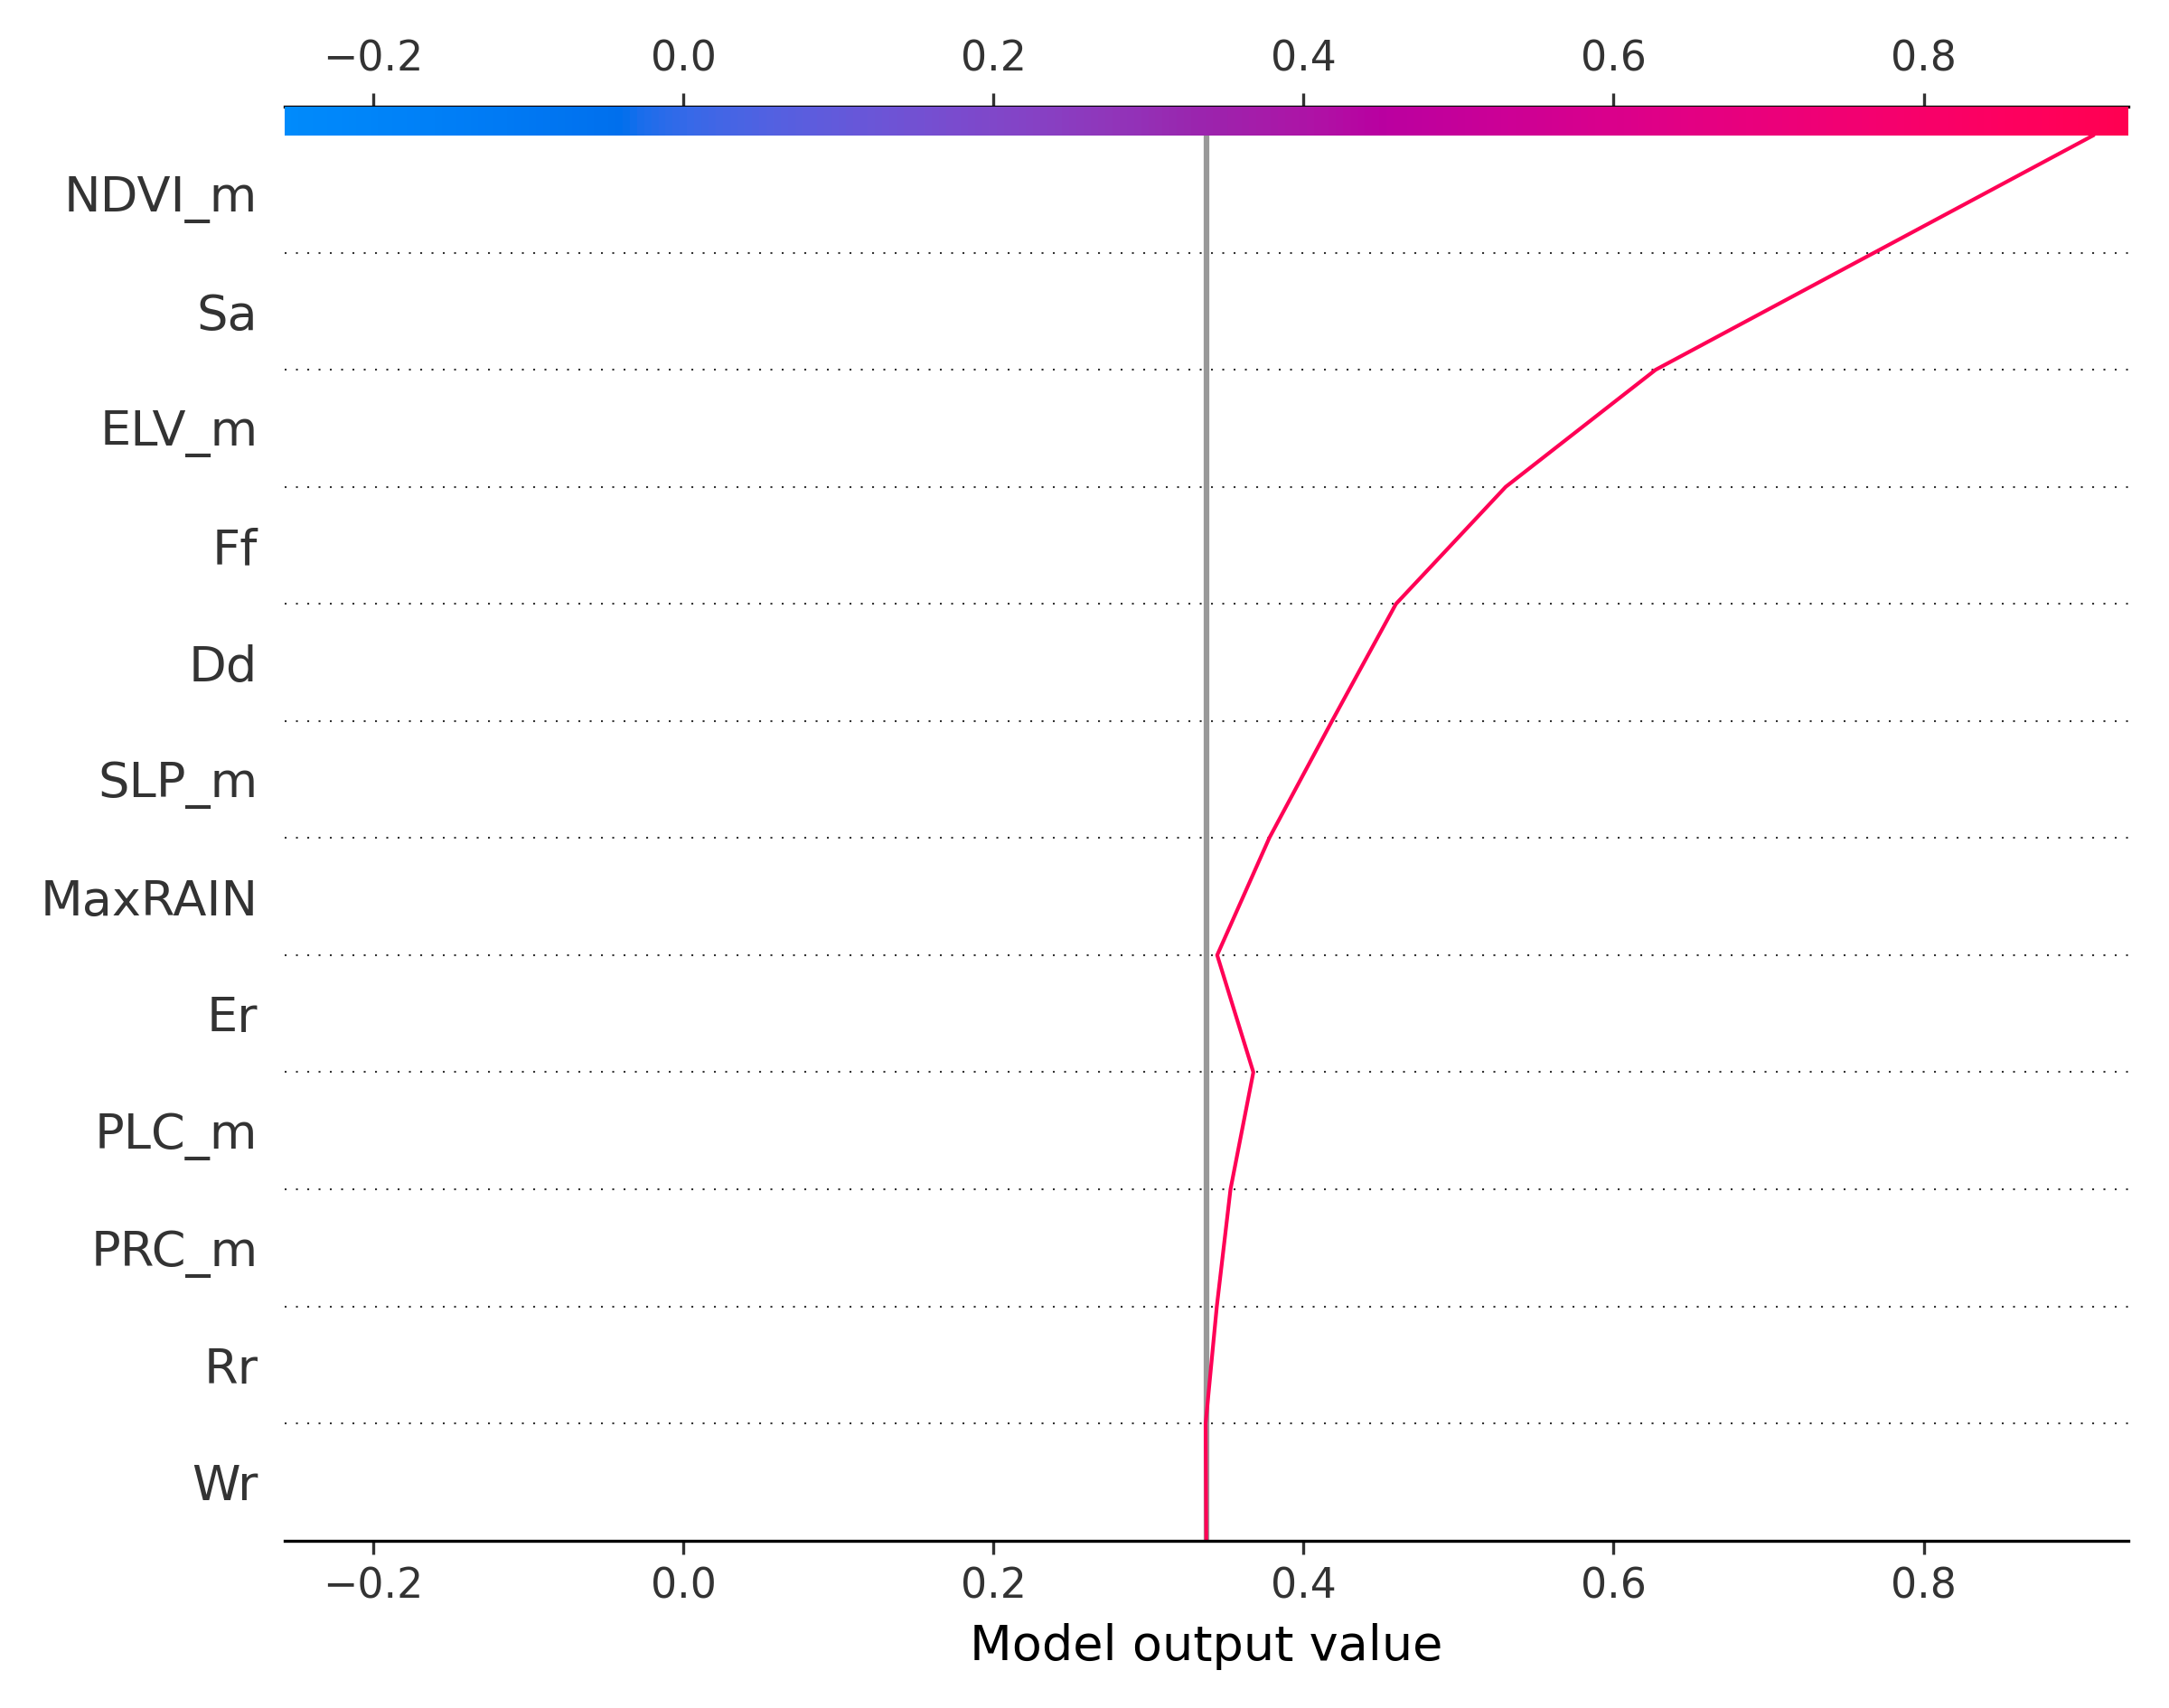 −0.2 0.0 0.2 0.4 0.6 0.8
NDVI_m
Sa
ELV_m
Ff
Dd
SLP_m
MaxRAIN
Er
PLC_m
PRC_m
Rr
Wr
−0.2 0.0 0.2 0.4 0.6 0.8
Model output value